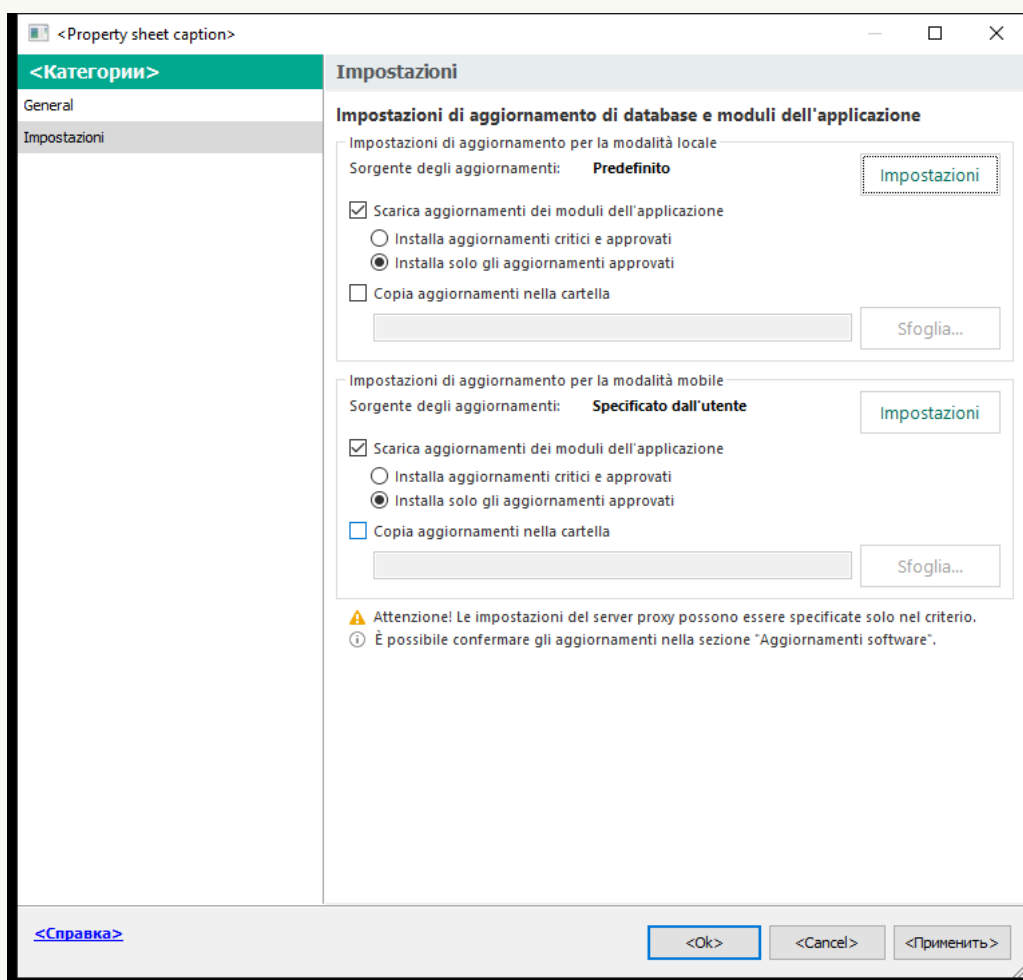 <Property sheet caption>
<Категории>
General
Impostazioni
Impostazioni
Impostazioni di aggiornamento di database e moduli dell'applicazione
Impostazioni di aggiornamento per la modalità locale
Sorgente degli aggiornamenti: Predefinito
Impostazioni
Scarica aggiornamenti dei moduli dell'applicazione
Installa aggiornamenti critici e approvati
Installa solo gli aggiornamenti approvati
Copia aggiornamenti nella cartella
Sfoglia...
Impostazioni di aggiornamento per la modalità mobile
Sorgente degli aggiornamenti: Specificato dall'utente
Impostazioni
Scarica aggiornamenti dei moduli dell'applicazione
Installa aggiornamenti critici e approvati
Installa solo gli aggiornamenti approvati
Copia aggiornamenti nella cartella
Sfoglia...
Attenzione! Le impostazioni del server proxy possono essere specificate solo nel criterio.
È possibile confermare gli aggiornamenti nella sezione "Aggiornamenti software".
<Справка>
<Ok> <Cancel> <Применить>